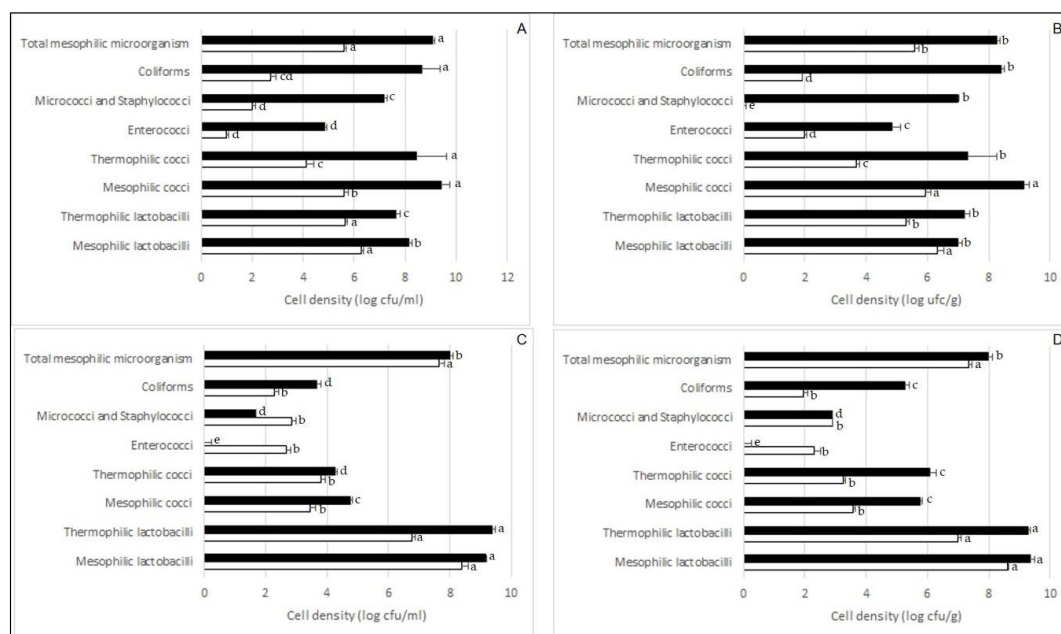 A
Total mesophilic microorganism a a
Coliforms a cd
Micrococci and Staphylococci c d
Enterococci d d
Thermophilic cocci a c
Mesophilic cocci a b
Thermophilic lactobacilli c a
Mesophilic lactobacilli b a
0 2 4 6 8 10 12
Cell density (log cfu/ml)
B
Total mesophilic microorganism b b
Coliforms b d
Micrococci and Staphylococci b e
Enterococci c d
Thermophilic cocci b c
Mesophilic cocci a a
Thermophilic lactobacilli b b
Mesophilic lactobacilli b a
0 2 4 6 8 10
Cell density (log ufc/g)
C
Total mesophilic microorganism b a
Coliforms d b
Micrococci and Staphylococci d b
Enterococci e b
Thermophilic cocci d b
Mesophilic cocci c b
Thermophilic lactobacilli a a
Mesophilic lactobacilli a a
0 2 4 6 8 10
Cell density (log cfu/ml)
D
Total mesophilic microorganism b a
Coliforms c b
Micrococci and Staphylococci d b
Enterococci e b
Thermophilic cocci c b
Mesophilic cocci c b
Thermophilic lactobacilli a a
Mesophilic lactobacilli a a
0 2 4 6 8 10
Cell density (log cfu/g)